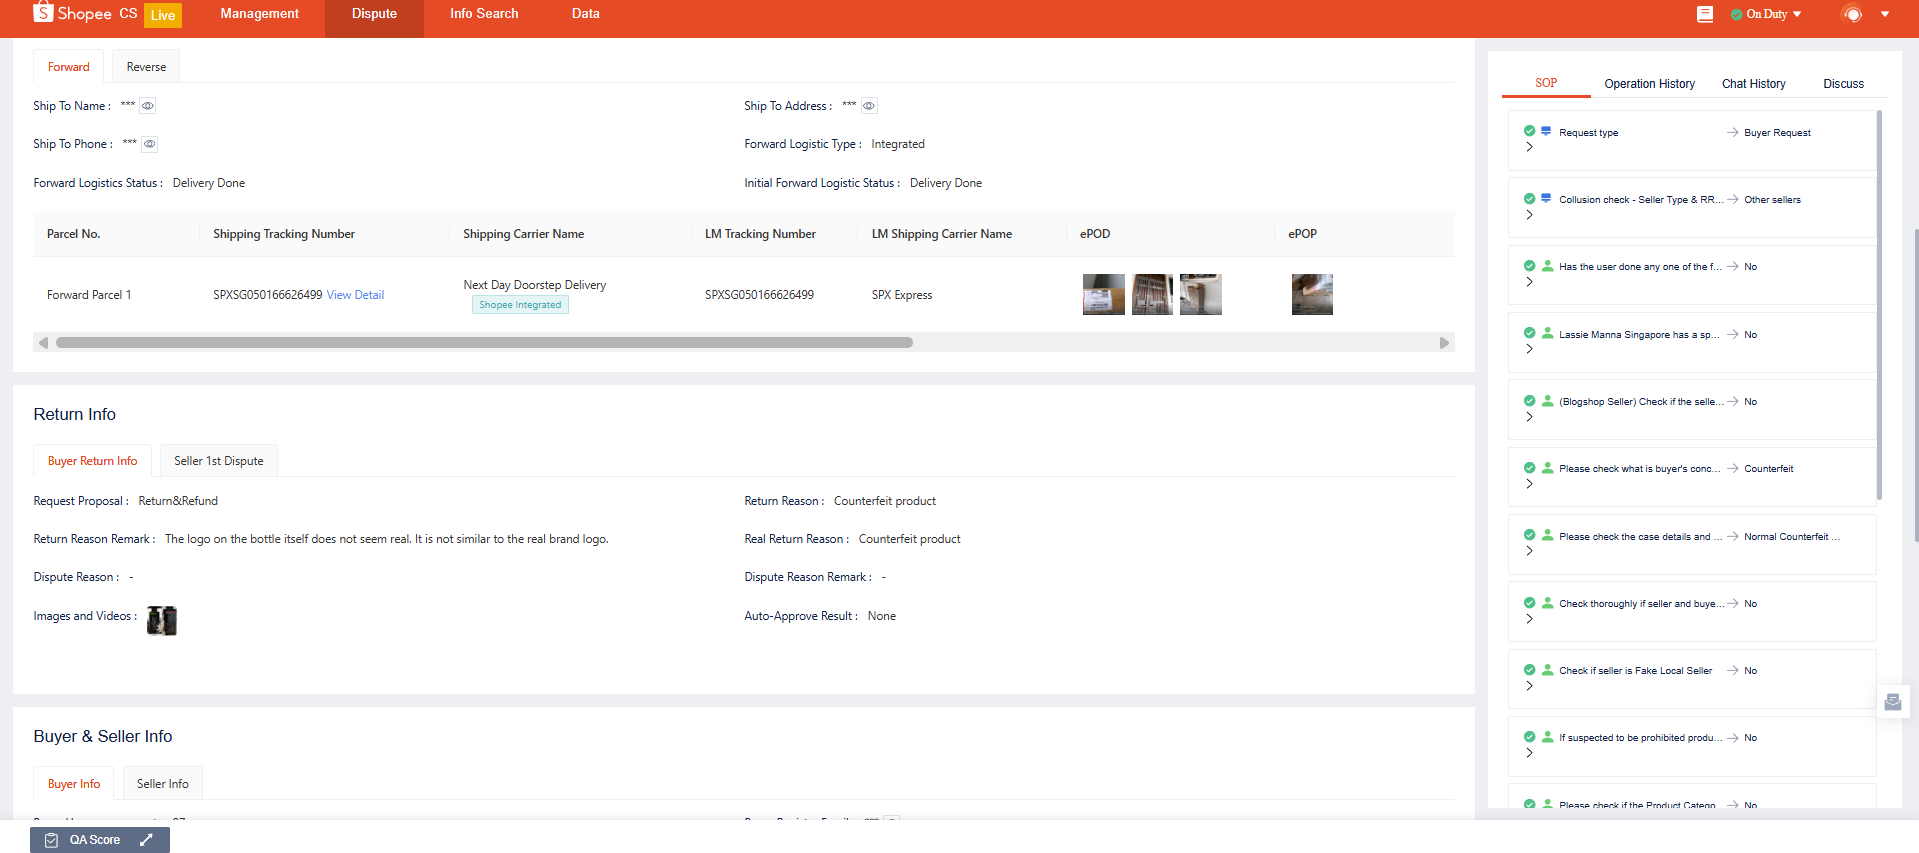 Shopee CS Live
Management
Dispute
Info Search
Data
On Duty
Forward
Reverse
Ship To Name : ***
Ship To Address : ***
Ship To Phone : ***
Forward Logistic Type : Integrated
Forward Logistics Status : Delivery Done
Initial Forward Logistic Status : Delivery Done
Parcel No.
Shipping Tracking Number
Shipping Carrier Name
LM Tracking Number
LM Shipping Carrier Name
ePOD
ePOP
Forward Parcel 1
SPXSG050166626499 View Detail
Next Day Doorstep Delivery
Shopee Integrated
SPXSG050166626499
SPX Express
Return Info
Buyer Return Info
Seller 1st Dispute
Request Proposal : Return&Refund
Return Reason : Counterfeit product
Return Reason Remark : The logo on the bottle itself does not seem real. It is not similar to the real brand logo.
Real Return Reason : Counterfeit product
Dispute Reason : -
Dispute Reason Remark : -
Images and Videos :
Auto-Approve Result : None
Buyer & Seller Info
Buyer Info
Seller Info
QA Score
SOP
Operation History
Chat History
Discuss
Request type → Buyer Request
Collusion check - Seller Type & RR... → Other sellers
Has the user done any one of the f... → No
Lassie Manna Singapore has a sp... → No
(Blogshop Seller) Check if the selle... → No
Please check what is buyer's conc... → Counterfeit
Please check the case details and ... → Normal Counterfeit ...
Check thoroughly if seller and buye... → No
Check if seller is Fake Local Seller → No
If suspected to be prohibited produ... → No
Please check if the Product Catego → No